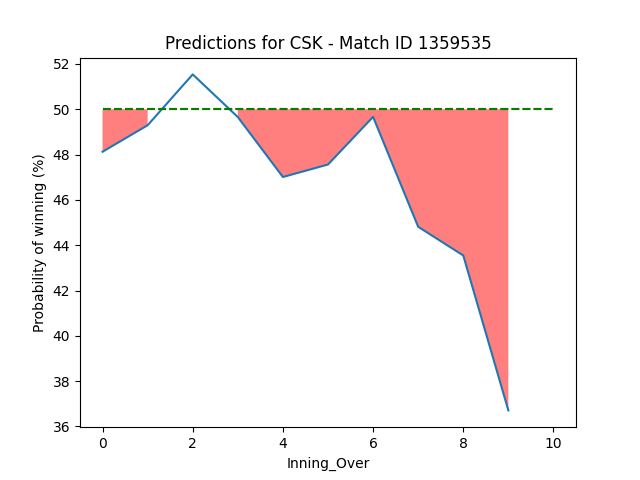 Predictions for CSK - Match ID 1359535
Probability of winning (%)
52
50
48
46
44
42
40
38
36
0 2 4 6 8 10
Inning_Over